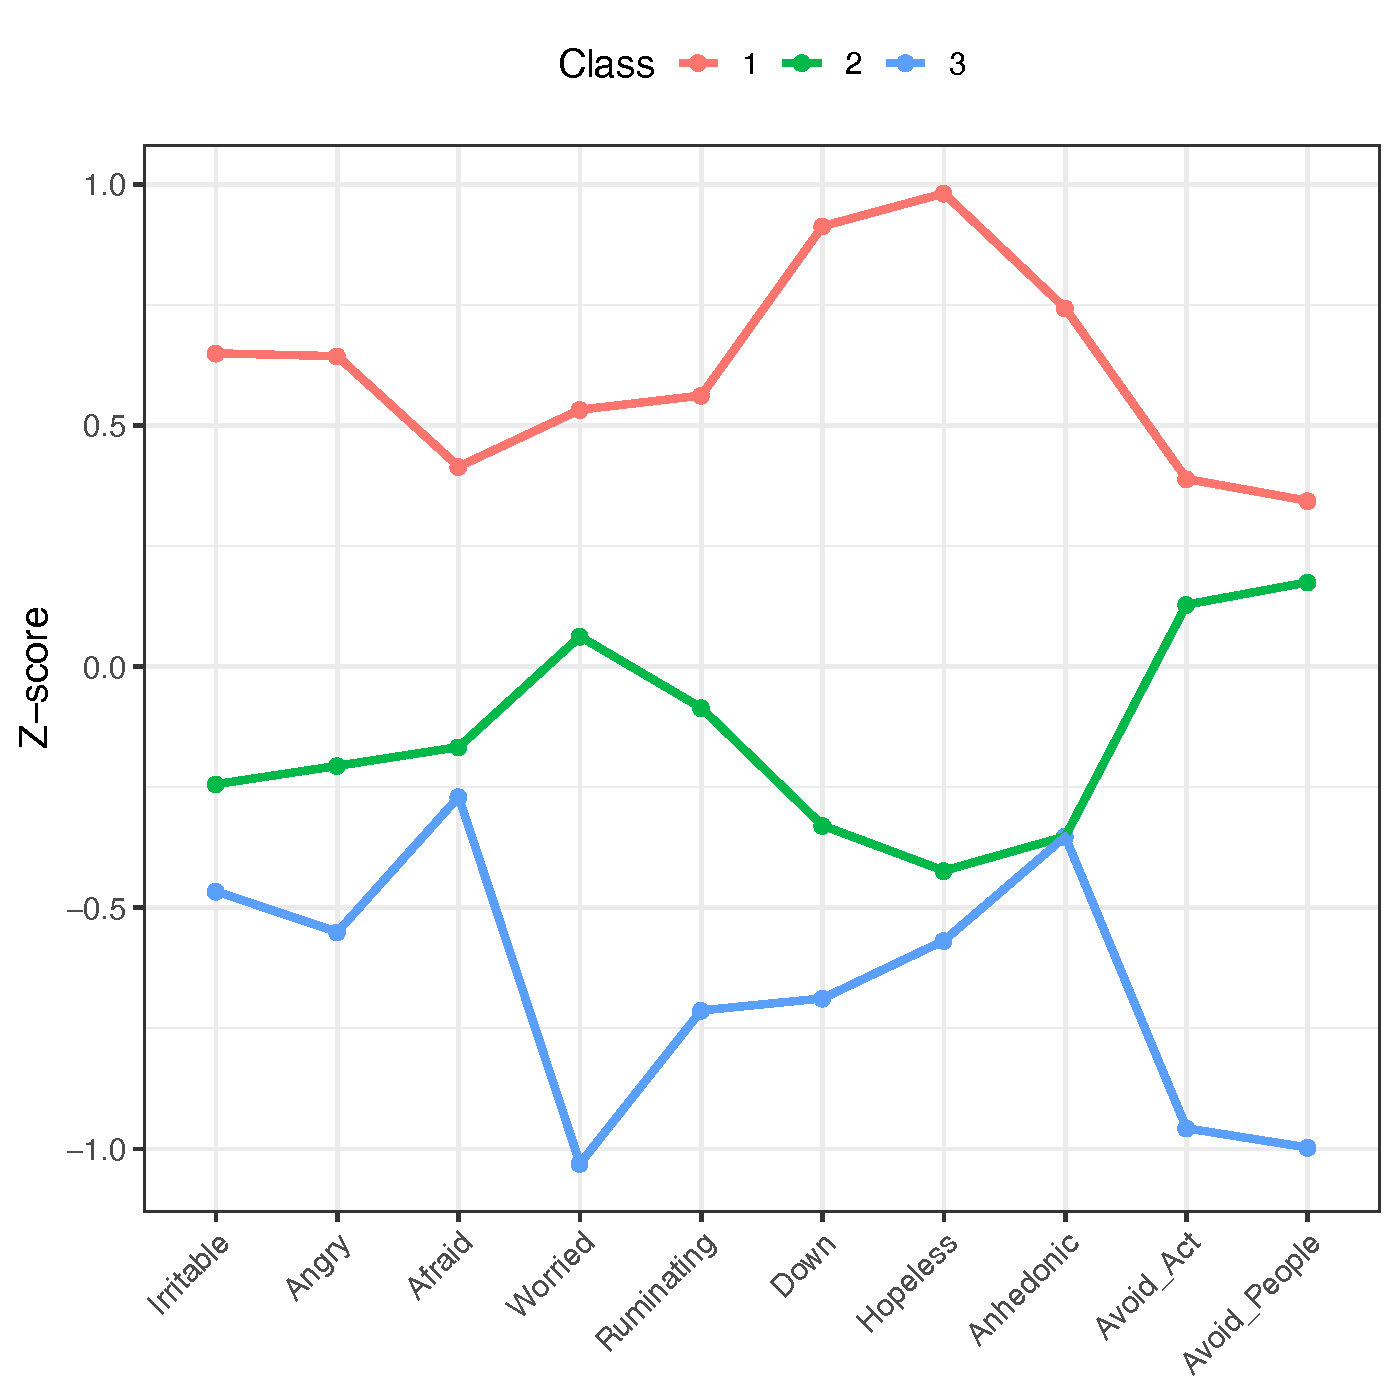 Class 1 2 3
Z−score
1.0
0.5
0.0
−0.5
−1.0
Irritable
Angry
Afraid
Worried
Ruminating
Down
Hopeless
Anhedonic
Avoid_Act
Avoid_People